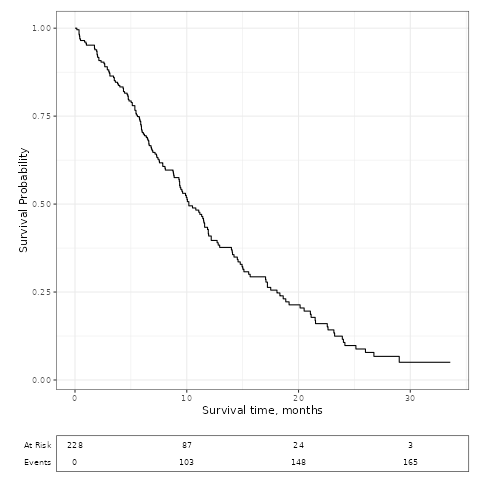 1.00
0.75
0.50
0.25
0.00
Survival Probability
0 10 20 30
Survival time, months
At Risk 228 87 24 3
Events 0 103 148 165